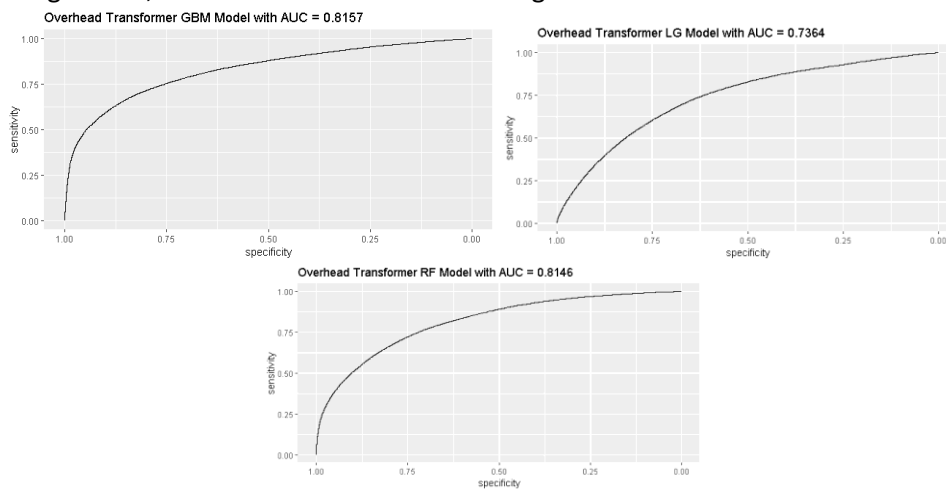 Overhead Transformer GBM Model with AUC = 0.8157
1.00
0.75
0.50
0.25
0.00
sensitivity
1.00 0.75 0.50 0.25 0.00
specificity
Overhead Transformer LG Model with AUC = 0.7364
1.00
0.75
0.50
0.25
0.00
sensitivity
1.00 0.75 0.50 0.25 0.00
specificity
Overhead Transformer RF Model with AUC = 0.8146
1.00
0.75
0.50
0.25
0.00
sensitivity
1.00 0.75 0.50 0.25 0.00
specificity